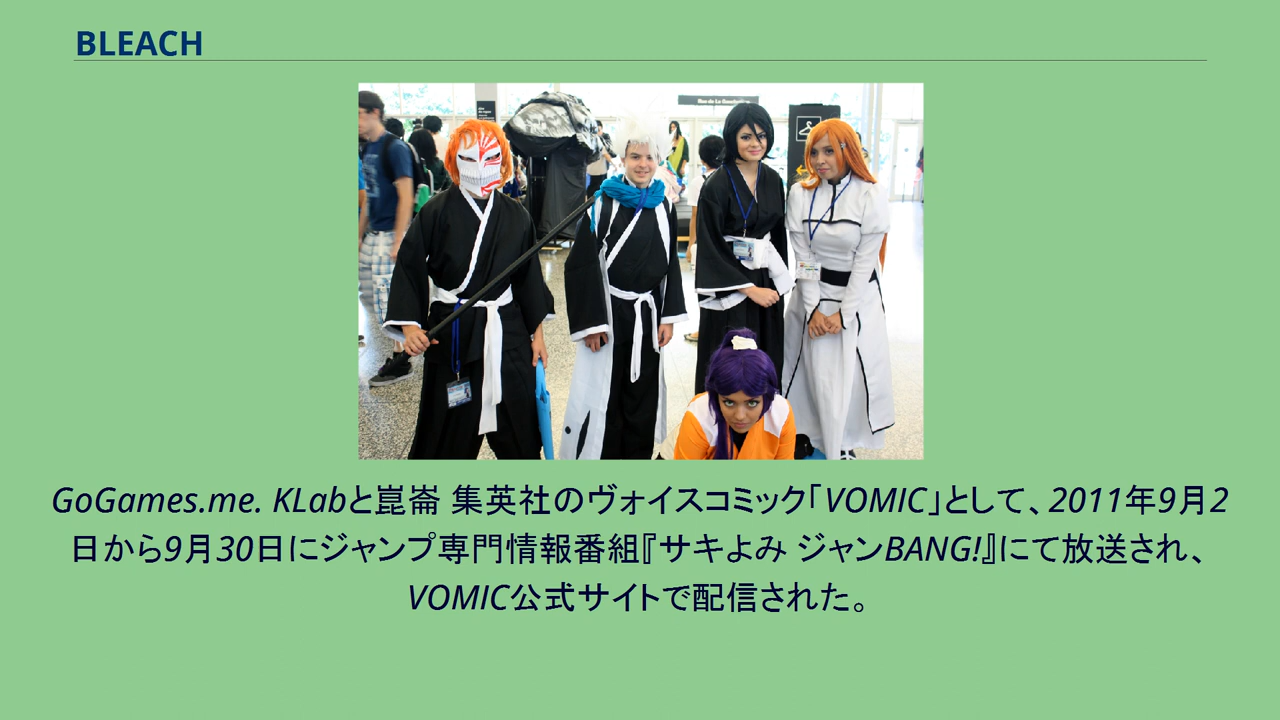 BLEACH
GoGames.me. KLabと崑崙 集英社のヴォイスコミック「VOMIC」として、2011年9月2
日から9月30日にジャンプ専門情報番組『サキよみ ジャンBANG!』にて放送され、
VOMIC公式サイトで配信された。